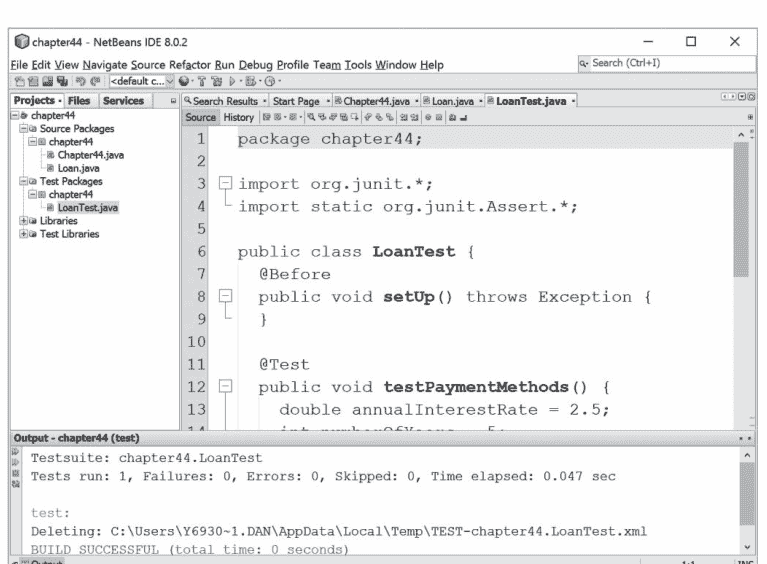 chapter44 - NetBeans IDE 8.0.2
File Edit View Navigate Source Refactor Run Debug Profile Team Tools Window Help
Search (Ctrl+I)
<default c...
Projects Files Services
Search Results Start Page Chapter44.java Loan.java LoanTest.java
chapter44
Source Packages
chapter44
Chapter44.java
Loan.java
Test Packages
chapter44
LoanTest.java
Libraries
Test Libraries
Source History
1 package chapter44;
2
3 import org.junit.*;
4 import static org.junit.Assert.*;
5
6 public class LoanTest {
7 @Before
8 public void setUp() throws Exception {
9 }
10
11 @Test
12 public void testPaymentMethods() {
13 double annualInterestRate = 2.5;
Output - chapter44 (test)
Testsuite: chapter44.LoanTest
Tests run: 1, Failures: 0, Errors: 0, Skipped: 0, Time elapsed: 0.047 sec
test:
Deleting: C:\Users\Y6930~1.DAN\AppData\Local\Temp\TEST-chapter44.LoanTest.xml
BUILD SUCCESSFUL (total time: 0 seconds)